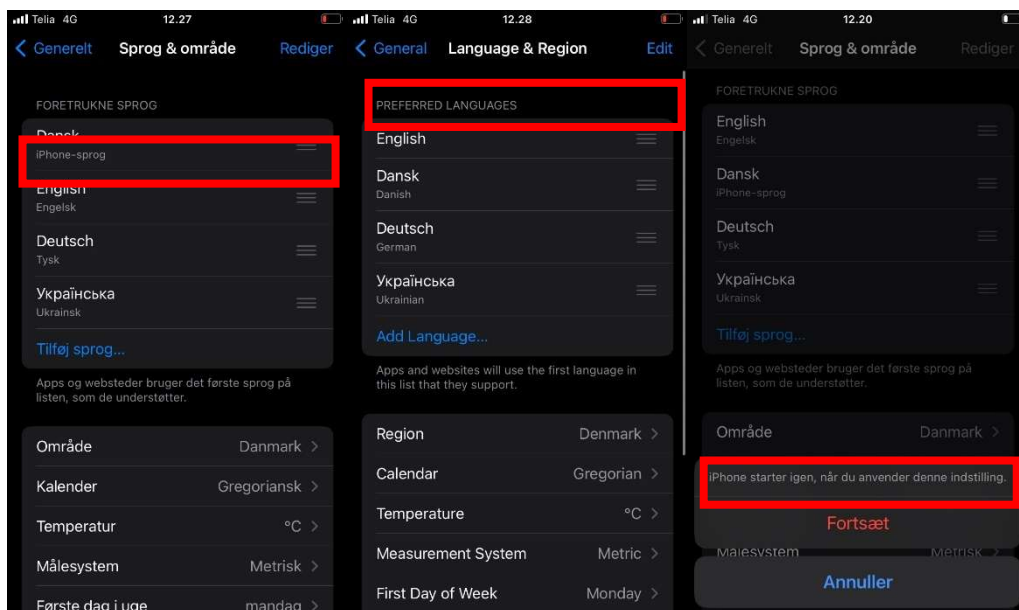 Telia 4G 12.27
Generelt Sprog & område Rediger
FORETRUKNE SPROG
Dansk
iPhone-sprog
English
Engelsk
Deutsch
Tysk
Українська
Ukrainsk
Tilføj sprog...
Apps og websteder bruger det første sprog på
listen, som de understøtter.
Område Danmark
Kalender Gregoriansk
Temperatur °C
Målesystem Metrisk
Første dag i uge mandag
Telia 4G 12.28
General Language & Region Edit
PREFERRED LANGUAGES
English
Dansk
Danish
Deutsch
German
Українська
Ukrainian
Add Language...
Apps and websites will use the first language in
this list that they support.
Region Denmark
Calendar Gregorian
Temperature °C
Measurement System Metric
First Day of Week Monday
Telia 4G 12.20
Generelt Sprog & område Rediger
FORETRUKNE SPROG
English
Engelsk
Dansk
iPhone-sprog
Deutsch
Tysk
Українська
Ukrainsk
Tilføj sprog...
Apps og websteder bruger det første sprog på
listen, som de understøtter.
Område Danmark
iPhone starter igen, når du anvender denne indstilling.
Fortsæt
Målesystem Metrisk
Annuller